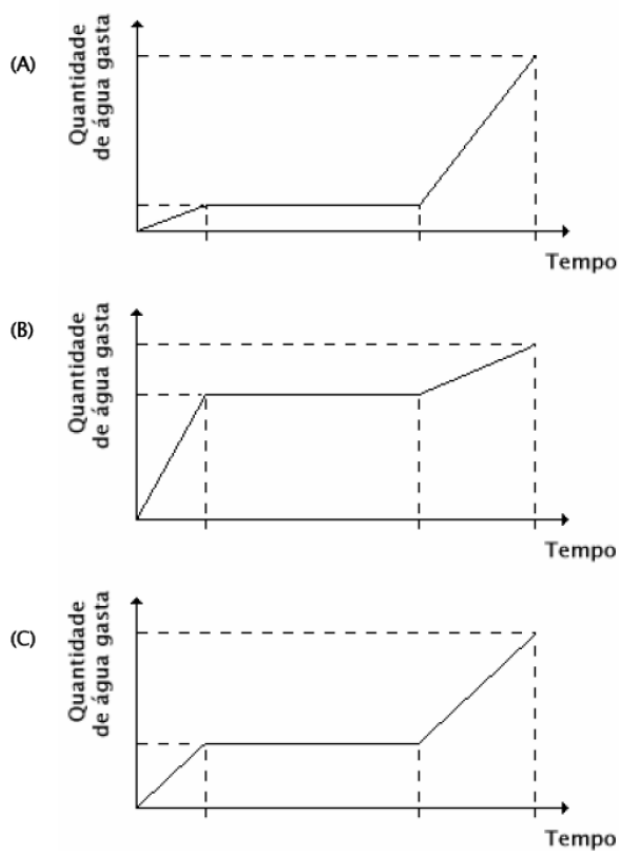 (A)
Quantidade
de água gasta
Tempo
(B)
Quantidade
de água gasta
Tempo
(C)
Quantidade
de água gasta
Tempo